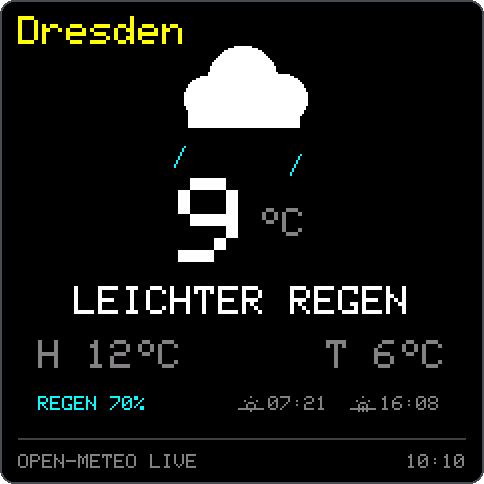 Dresden
9 °C
LEICHTER REGEN
H 12°C T 6°C
REGEN 70% 07:21 16:08
OPEN-METEO LIVE 10:10